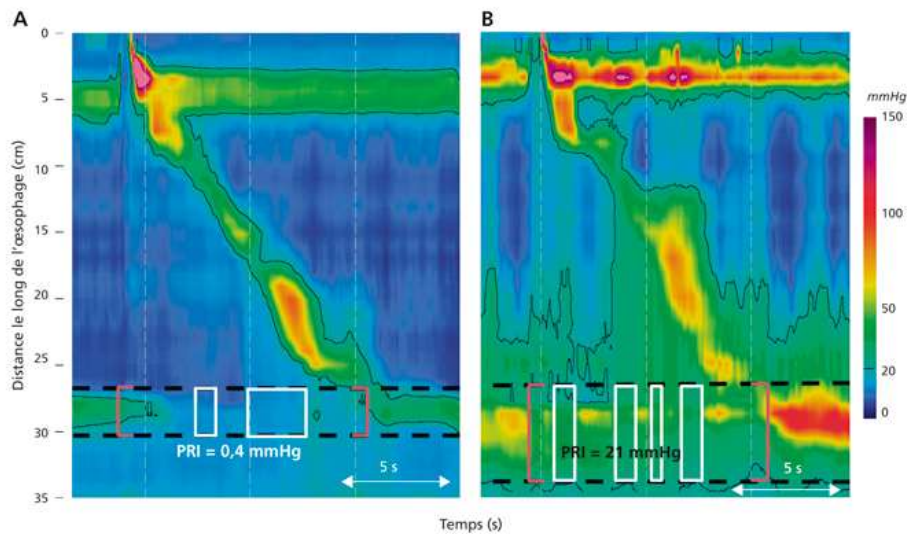 A
B
Distance le long de l'œsophage (cm)
0
5
10
15
20
25
30
35
PRI = 0,4 mmHg
5 s
PRI = 21 mmHg
5 s
mmHg
150
100
50
20
0
Temps (s)